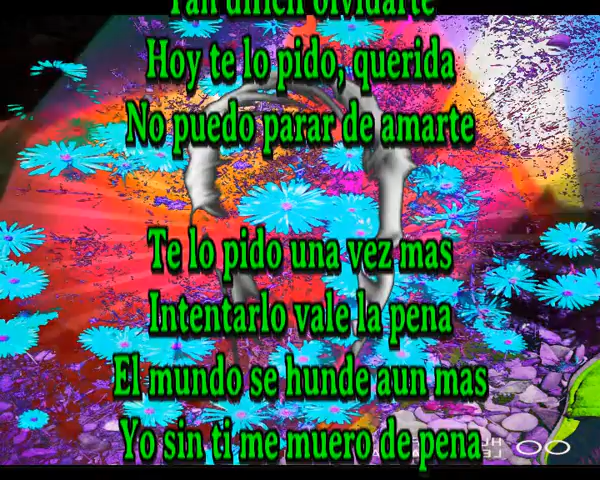 Tan dificil olvidarte
Hoy te lo pido, querida
No puedo parar de amarte
Te lo pido una vez mas
Intentarlo vale la pena
El mundo se hunde aun mas
Yo sin ti me muero de pena